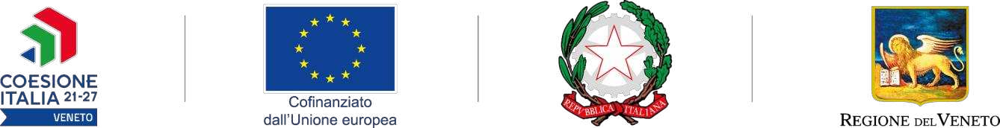 COESIONE
ITALIA 21-27
VENETO
Cofinanziato
dall'Unione europea
REPVBBLICA ITALIANA
REGIONE DEL VENETO